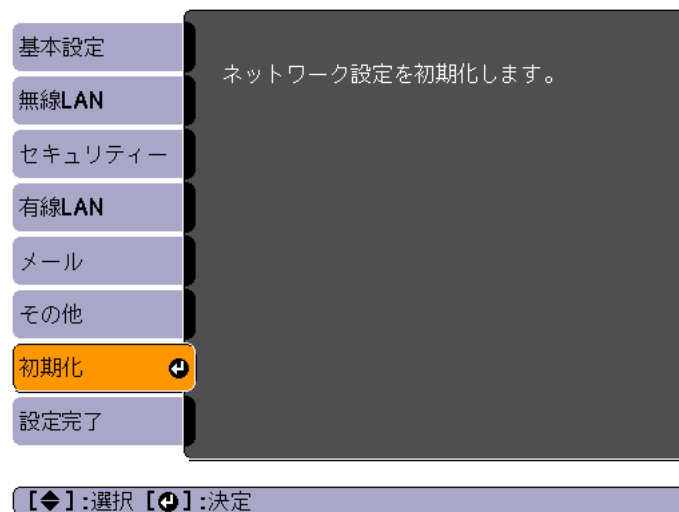 基本設定
ネットワーク設定を初期化します。
無線LAN
セキュリティー
有線LAN
メール
その他
初期化
設定完了
【◆】:選択【⏎】:決定